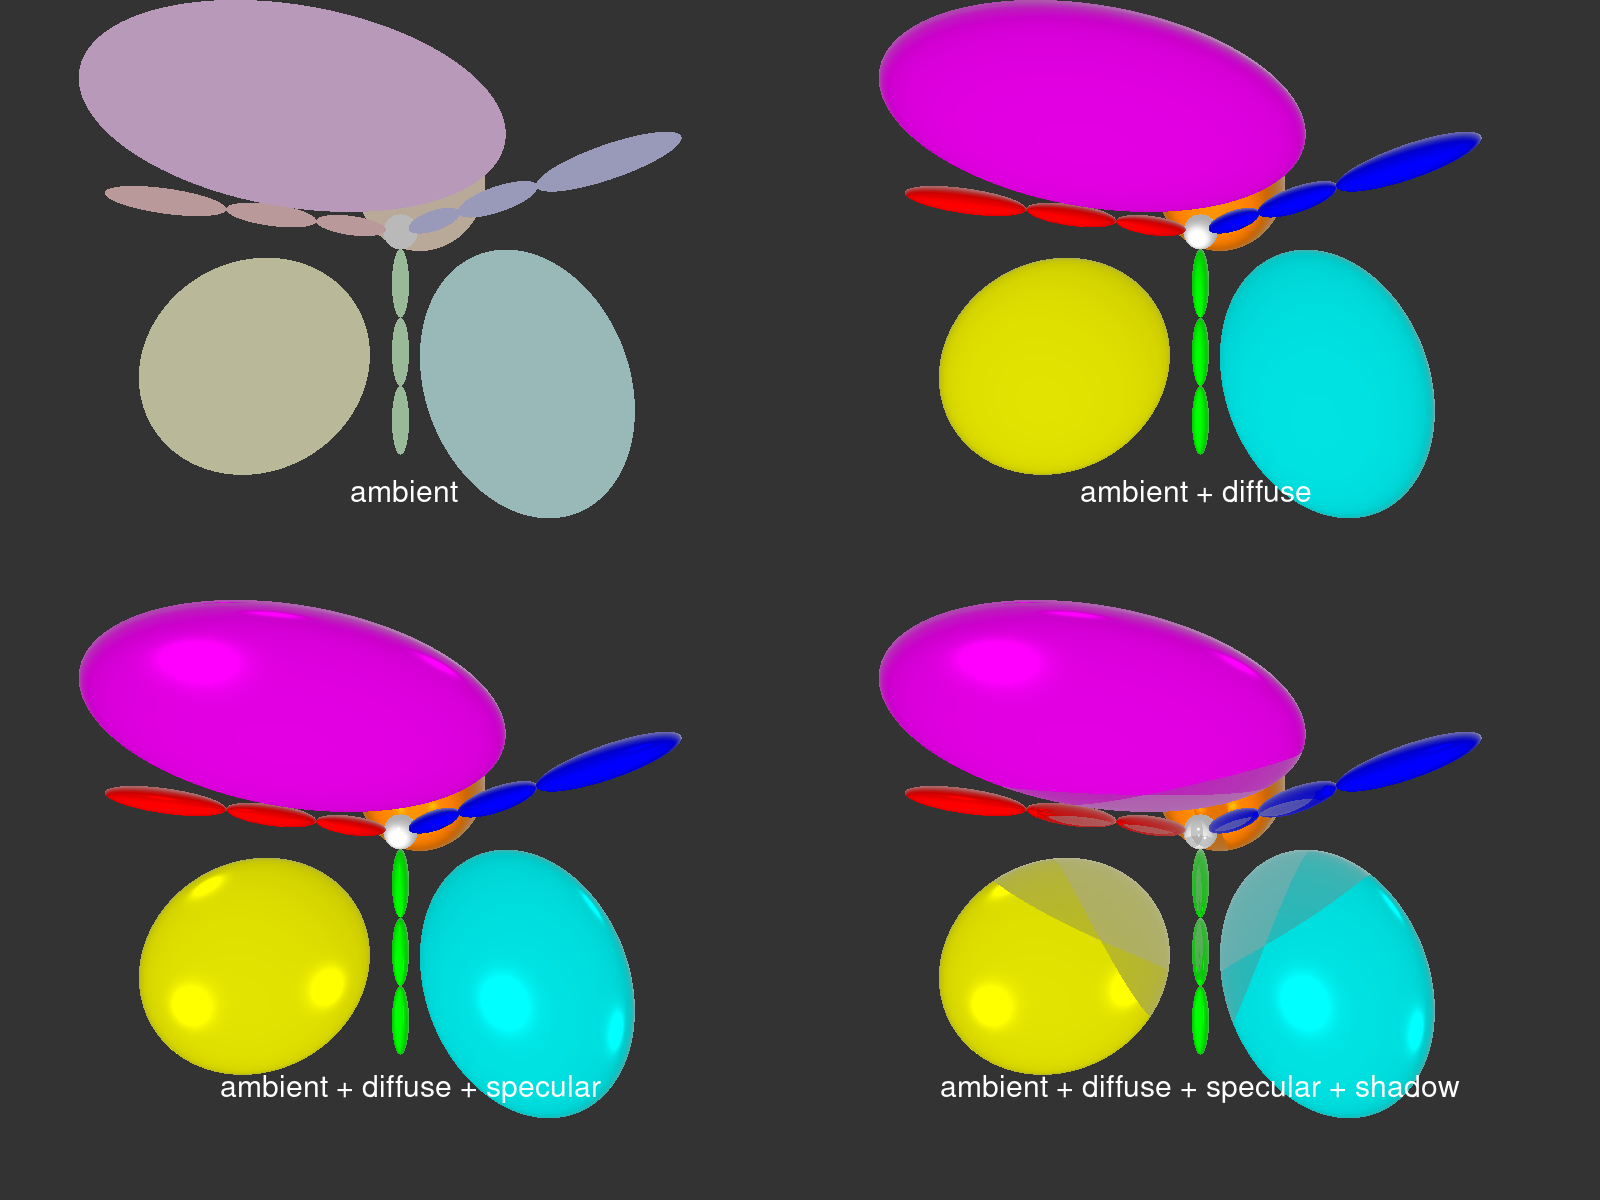 ambient
ambient + diffuse
ambient + diffuse + specular
ambient + diffuse + specular + shadow